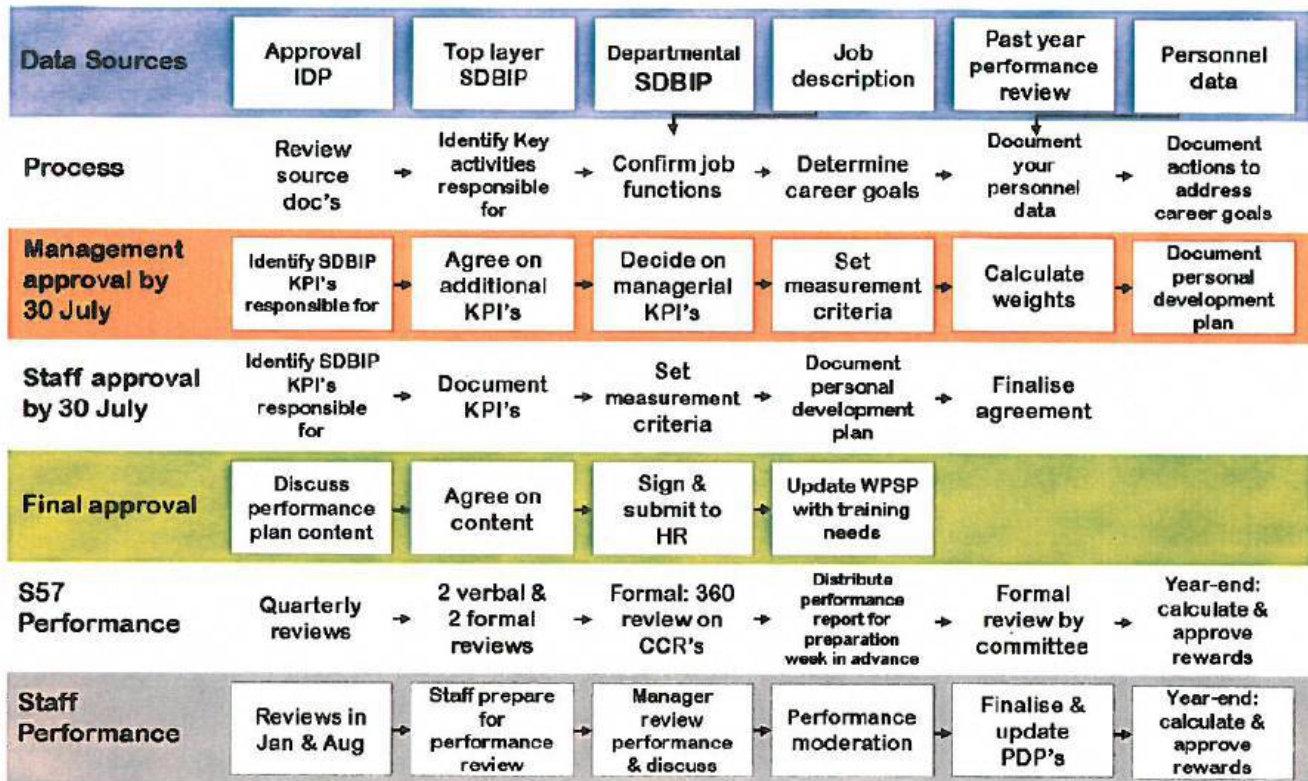 Data Sources
Approval
IDP
Top layer
SDBIP
Departmental
SDBIP
Job
description
Past year
performance
review
Personnel
data
Process
Review
source
doc's
Identify Key
activities
responsible
for
Confirm job
functions
Determine
career goals
Document
your
personnel
data
Document
actions to
address
career goals
Management
approval by
30 July
Identify SDBIP
KPI's
responsible for
Agree on
additional
KPI's
Decide on
managerial
KPI's
Set
measurement
criteria
Calculate
weights
Document
personal
development
plan
Staff approval
by 30 July
Identify SDBIP
KPI's
responsible
for
Document
KPI's
Set
measurement
criteria
Document
personal
development
plan
Finalise
agreement
Final approval
Discuss
performance
plan content
Agree on
content
Sign &
submit to
HR
Update WPSP
with training
needs
S57
Performance
Quarterly
reviews
2 verbal &
2 formal
reviews
Formal: 360
review on
CCR's
Distribute
performance
report for
preparation
week in advance
Formal
review by
committee
Year-end:
calculate &
approve
rewards
Staff
Performance
Reviews in
Jan & Aug
Staff prepare
for
performance
review
Manager
review
performance
& discuss
Performance
moderation
Finalise &
update
PDP's
Year-end:
calculate &
approve
rewards